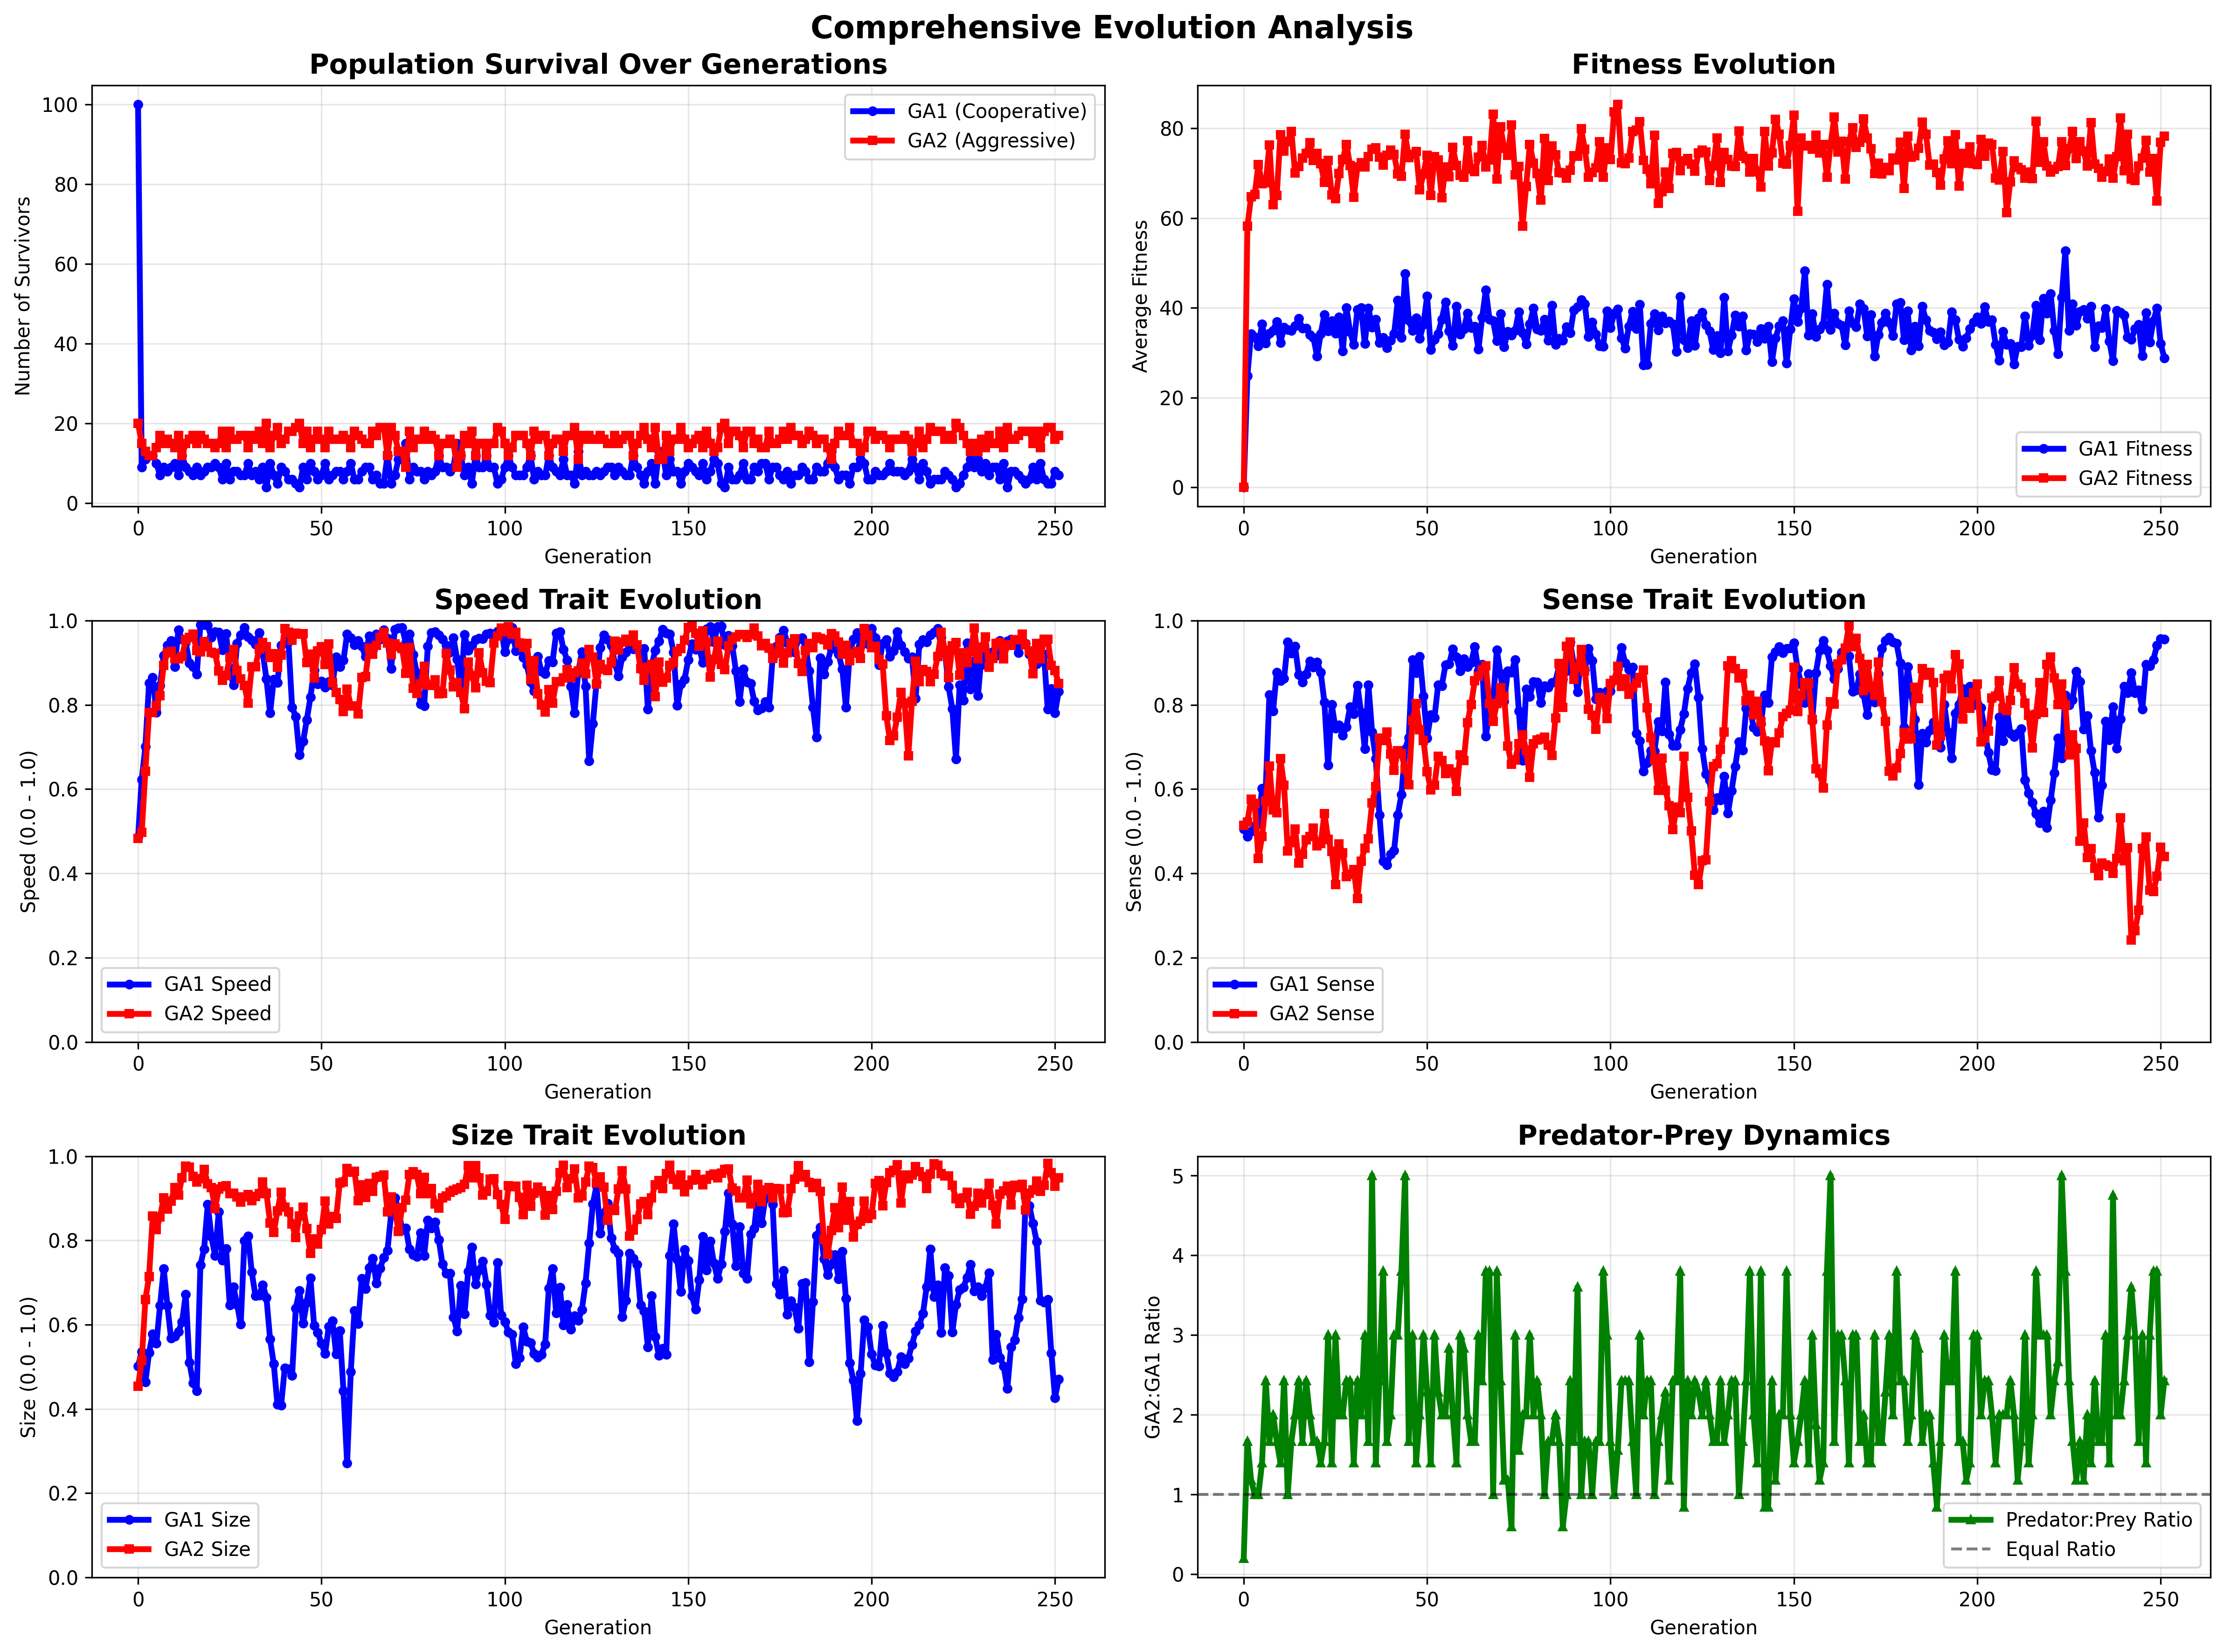 Comprehensive Evolution Analysis
Population Survival Over Generations
Number of Survivors
100
80
60
40
20
0
GA1 (Cooperative)
GA2 (Aggressive)
0 50 100 150 200 250
Generation
Fitness Evolution
Average Fitness
80
60
40
20
0
GA1 Fitness
GA2 Fitness
0 50 100 150 200 250
Generation
Speed Trait Evolution
Speed (0.0 - 1.0)
1.0
0.8
0.6
0.4
0.2
0.0
GA1 Speed
GA2 Speed
0 50 100 150 200 250
Generation
Sense Trait Evolution
Sense (0.0 - 1.0)
1.0
0.8
0.6
0.4
0.2
0.0
GA1 Sense
GA2 Sense
0 50 100 150 200 250
Generation
Size Trait Evolution
Size (0.0 - 1.0)
1.0
0.8
0.6
0.4
0.2
0.0
GA1 Size
GA2 Size
0 50 100 150 200 250
Generation
Predator-Prey Dynamics
GA2:GA1 Ratio
5
4
3
2
1
0
Predator:Prey Ratio
Equal Ratio
0 50 100 150 200 250
Generation